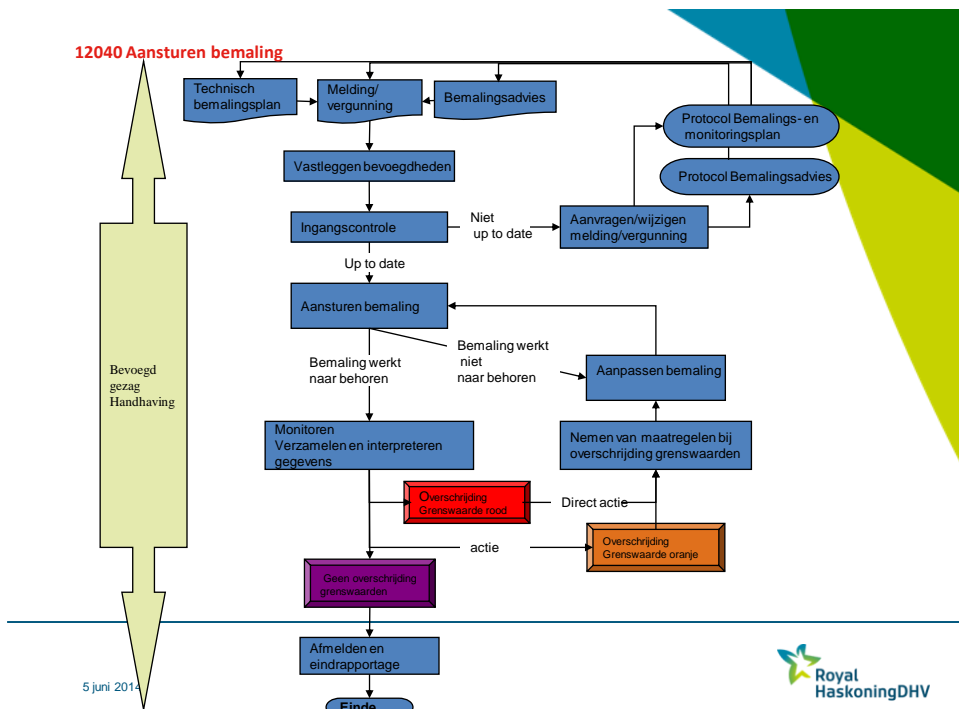 12040 Aansturen bemaling
Technisch
bemalingsplan
Melding/
vergunning
Bemalingsadvies
Protocol Bemalings- en
monitoringsplan
Vastleggen bevoegdheden
Protocol Bemalingsadvies
Ingangscontrole
Niet
up to date
Aanvragen/wijzigen
melding/vergunning
Up to date
Aansturen bemaling
Bemaling werkt
naar behoren
Bemaling werkt
niet
naar behoren
Aanpassen bemaling
Bevoegd
gezag
Handhaving
Monitoren
Verzamelen en interpreteren
gegevens
Nemen van maatregelen bij
overschrijding grenswaarden
Overschrijding
Grenswaarde rood
Direct actie
actie
Overschrijding
Grenswaarde oranje
Geen overschrijding
grenswaarden
Afmelden en
eindrapportage
Einde
5 juni 2014
Royal
HaskoningDHV